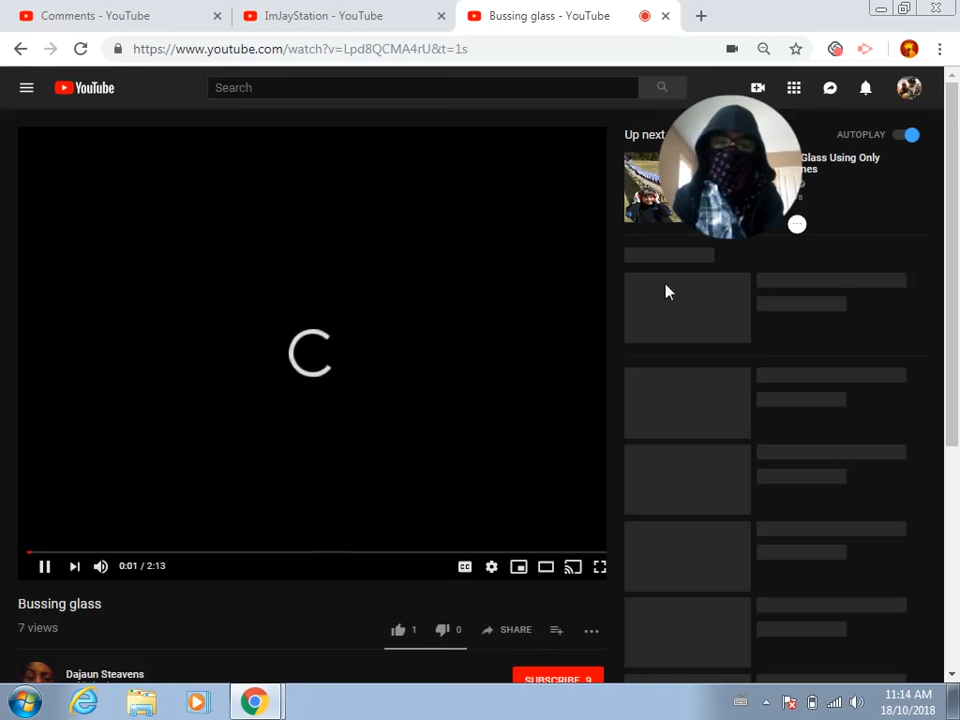 Comments - YouTube
ImJayStation - YouTube
Bussing glass - YouTube
https://www.youtube.com/watch?v=Lpd8QCMA4rU&t=1s
YouTube
Search
Up next
AUTOPLAY
Glass Using Only
0:01 / 2:13
CC
Bussing glass
7 views
1
0
SHARE
Dajaun Steavens
SUBSCRIBE 9
11:14 AM
18/10/2018